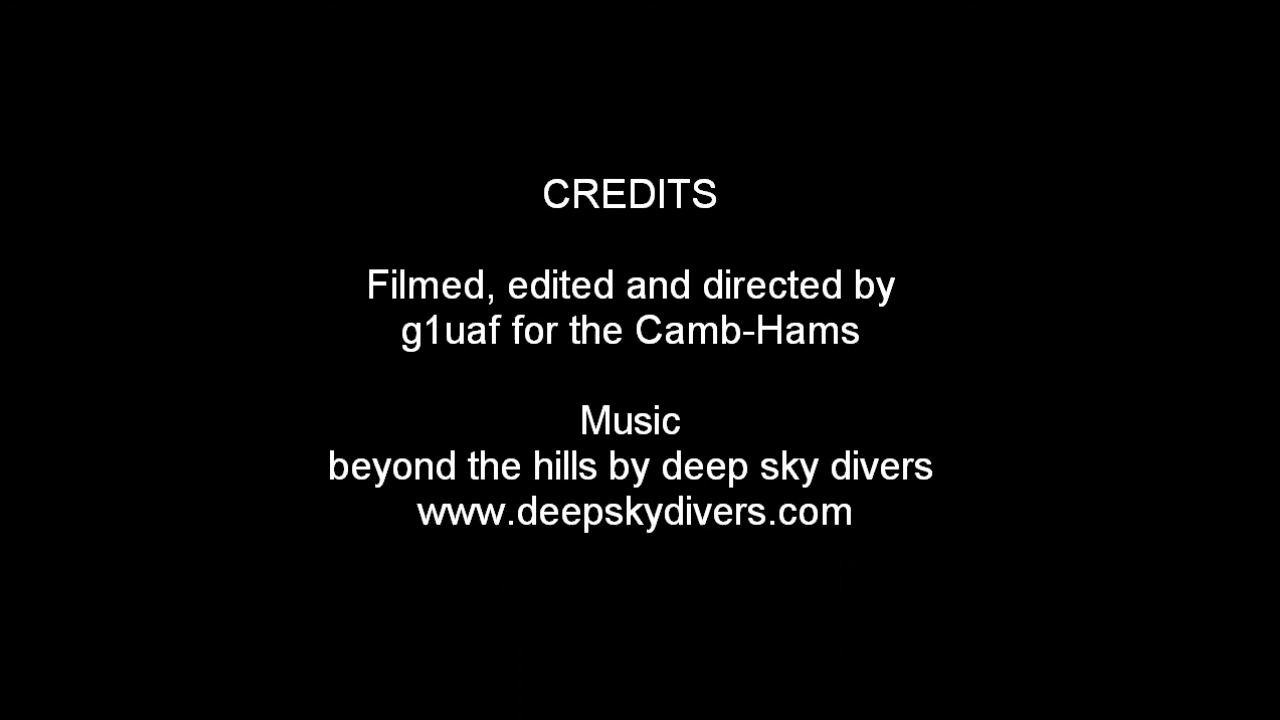 CREDITS
Filmed, edited and directed by
g1uaf for the Camb-Hams
Music
beyond the hills by deep sky divers
www.deepskydivers.com